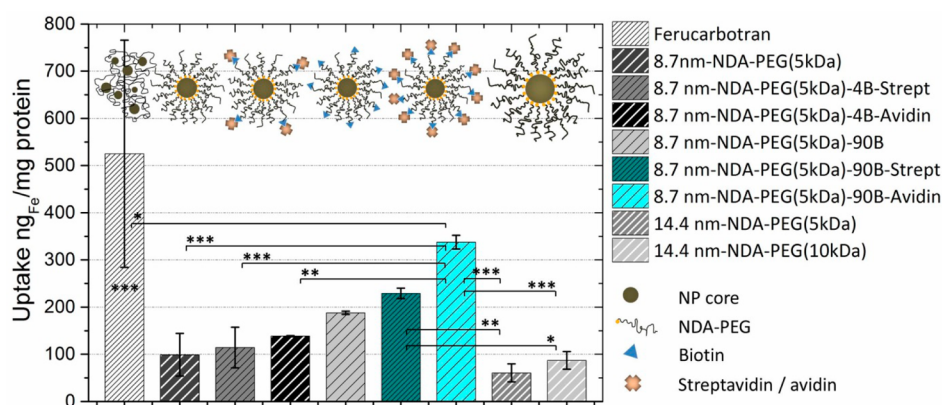 Uptake ng_Fe/mg protein
800
700
600
500
400
300
200
100
0
*
***
***
**
***
***
**
*
***
Ferucarbotran
8.7nm-NDA-PEG(5kDa)
8.7 nm-NDA-PEG(5kDa)-4B-Strept
8.7 nm-NDA-PEG(5kDa)-4B-Avidin
8.7 nm-NDA-PEG(5kDa)-90B
8.7 nm-NDA-PEG(5kDa)-90B-Strept
8.7 nm-NDA-PEG(5kDa)-90B-Avidin
14.4 nm-NDA-PEG(5kDa)
14.4 nm-NDA-PEG(10kDa)
NP core
NDA-PEG
Biotin
Streptavidin / avidin